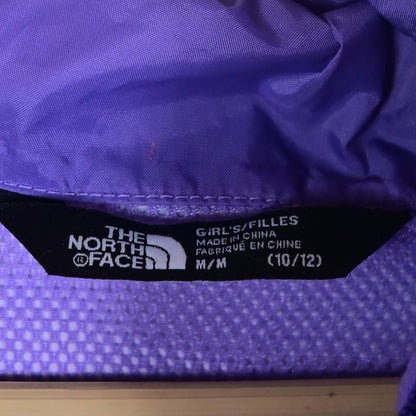 THE
NORTH
FACE®
GIRL'S/FILLES
MADE IN CHINA
FABRIQUÉ EN CHINE
M/M (10/12)